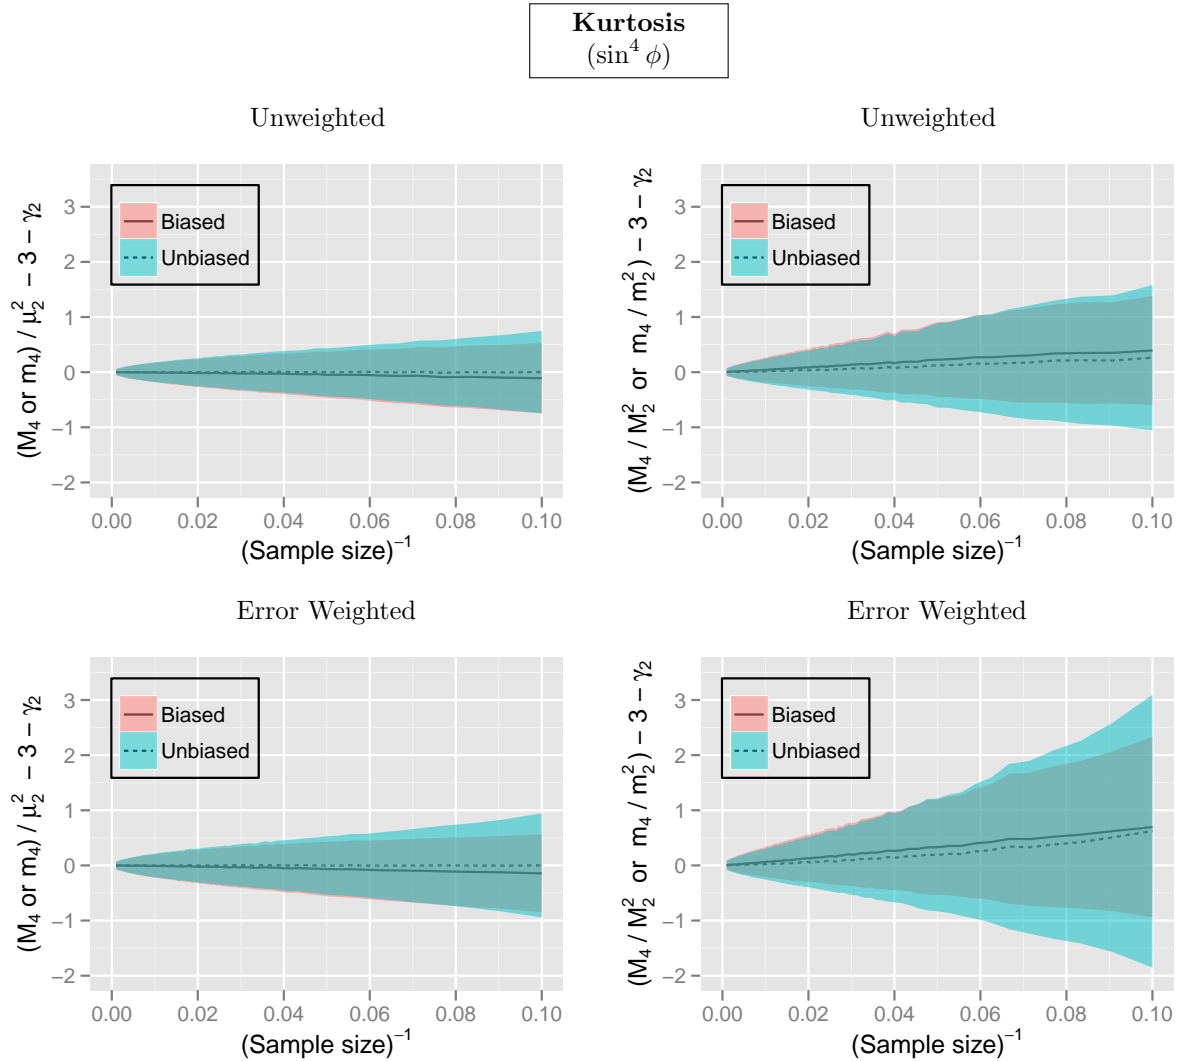 Kurtosis
(sin⁴ ϕ)
Unweighted
(M₄ or m₄) / μ₂² − 3 − γ₂
3
2
1
0
−1
−2
Biased
Unbiased
0.00 0.02 0.04 0.06 0.08 0.10
(Sample size)⁻¹
Unweighted
(M₄ / M₂² or m₄ / m₂²) − 3 − γ₂
3
2
1
0
−1
−2
Biased
Unbiased
0.00 0.02 0.04 0.06 0.08 0.10
(Sample size)⁻¹
Error Weighted
(M₄ or m₄) / μ₂² − 3 − γ₂
3
2
1
0
−1
−2
Biased
Unbiased
0.00 0.02 0.04 0.06 0.08 0.10
(Sample size)⁻¹
Error Weighted
(M₄ / M₂² or m₄ / m₂²) − 3 − γ₂
3
2
1
0
−1
−2
Biased
Unbiased
0.00 0.02 0.04 0.06 0.08 0.10
(Sample size)⁻¹